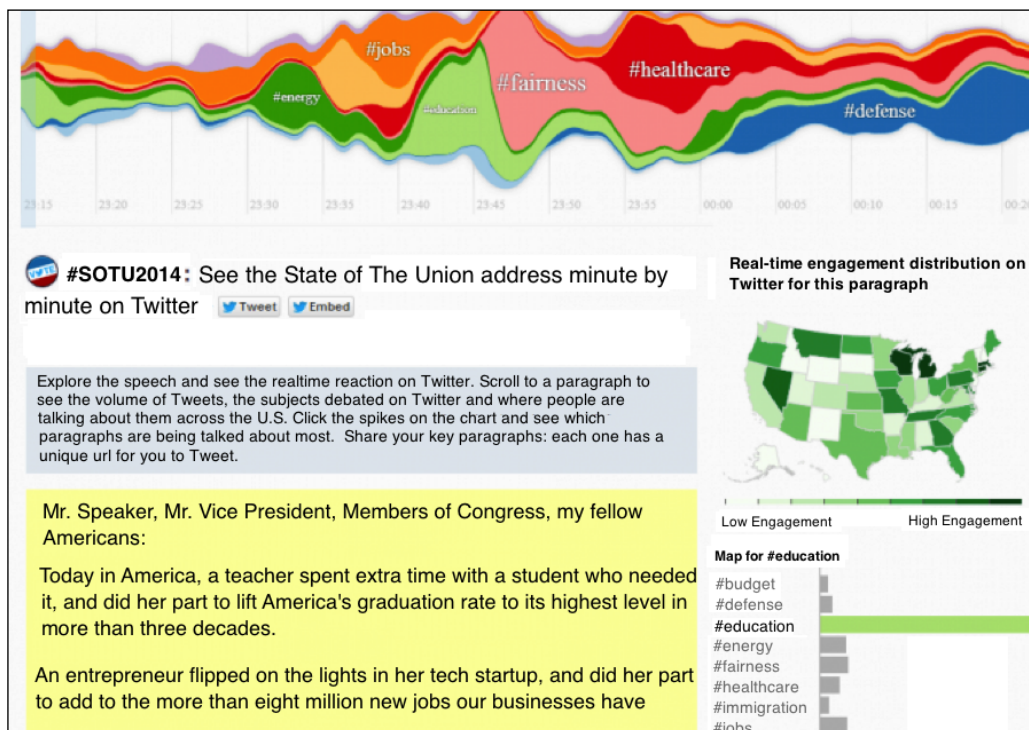 #jobs
#fairness
#healthcare
#energy
#education
#defense
23:15 23:20 23:30 23:35 23:40 23:45 23:50 23:55 00:00 00:05 00:10 00:15
VOTE #SOTU2014: See the State of The Union address minute by
minute on Twitter Tweet Embed
Explore the speech and see the realtime reaction on Twitter. Scroll to a paragraph to
see the volume of Tweets, the subjects debated on Twitter and where people are
talking about them across the U.S. Click the spikes on the chart and see which
paragraphs are being talked about most. Share your key paragraphs: each one has a
unique url for you to Tweet.
Mr. Speaker, Mr. Vice President, Members of Congress, my fellow
Americans:
Today in America, a teacher spent extra time with a student who needed
it, and did her part to lift America's graduation rate to its highest level in
more than three decades.
An entrepreneur flipped on the lights in her tech startup, and did her part
to add to the more than eight million new jobs our businesses have
Real-time engagement distribution on
Twitter for this paragraph
Low Engagement High Engagement
Map for #education
#budget
#defense
#education
#energy
#fairness
#healthcare
#immigration
#jobs